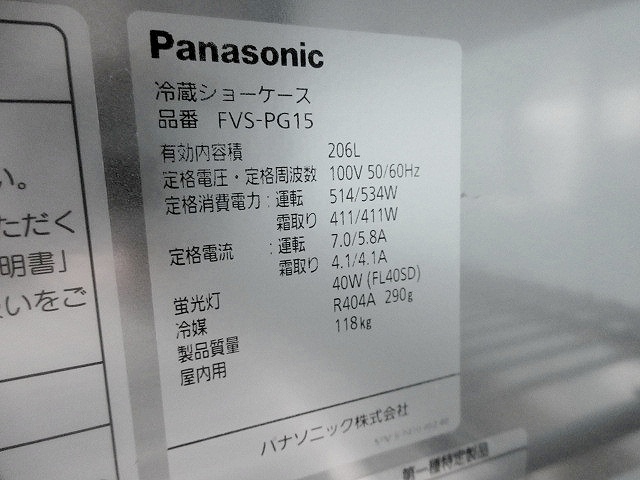 Panasonic
冷蔵ショーケース
品番 FVS-PG15
有効内容積 206L
定格電圧・定格周波数 100V 50/60Hz
定格消費電力:運転 514/534W
霜取り 411/411W
定格電流 :運転 7.0/5.8A
霜取り 4.1/4.1A
蛍光灯 40W (FL40SD)
冷媒 R404A 290g
製品質量 118kg
屋内用
パナソニック株式会社
第一種特定製品
い。
ただく
明書」
いをご